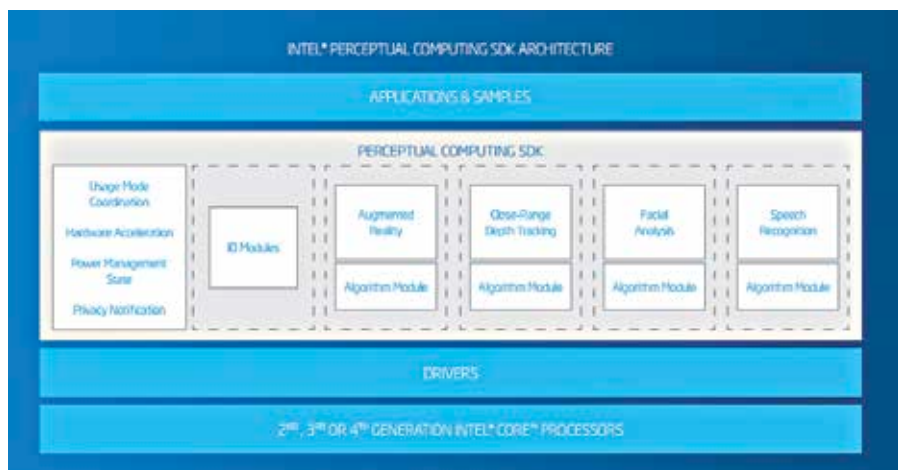 INTEL® PERCEPTUAL COMPUTING SDK ARCHITECTURE
APPLICATIONS & SAMPLES
PERCEPTUAL COMPUTING SDK
Usage Mode
Coordination
Hardware Acceleration
Power Management
State
Privacy Notification
IO Modules
Augmented
Reality
Algorithm Module
Close-Range
Depth Tracking
Algorithm Module
Facial
Analysis
Algorithm Module
Speech
Recognition
Algorithm Module
DRIVERS
2ND, 3RD OR 4TH GENERATION INTEL® CORE™ PROCESSORS